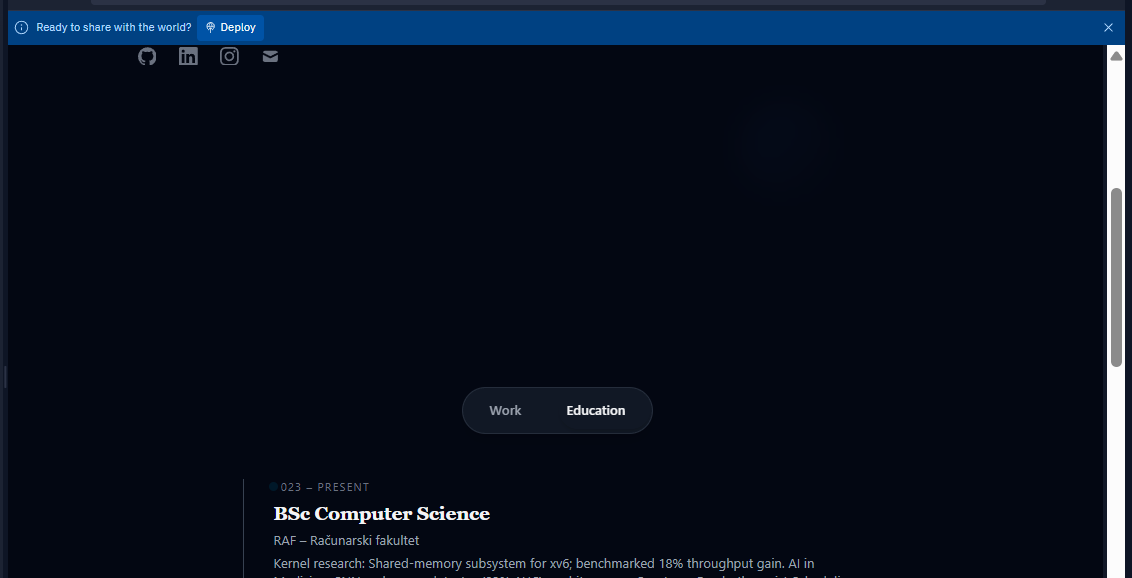 Ready to share with the world? Deploy
Work Education
023 – PRESENT
BSc Computer Science
RAF – Računarski fakultet
Kernel research: Shared-memory subsystem for xv6; benchmarked 18% throughput gain. AI in